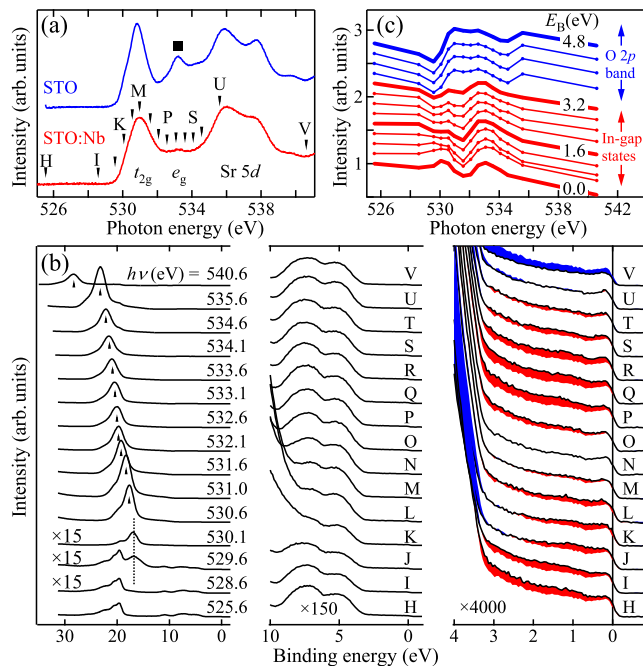 (a)
Intensity (arb. units)
STO
STO:Nb
H
I
K
M
P
S
U
V
t2g
eg
Sr 5d
526
530
534
538
Photon energy (eV)
(c)
Intensity (arb. units)
3
2
1
EB(eV)
4.8
3.2
1.6
0.0
O 2p
band
In-gap
states
526
530
534
538
542
Photon energy (eV)
(b)
Intensity (arb. units)
hν (eV) = 540.6
535.6
534.6
534.1
533.6
533.1
532.6
532.1
531.6
531.0
530.6
×15 530.1
×15 529.6
×15 528.6
525.6
30 20 10 0
V
U
T
S
R
Q
P
O
N
M
L
K
J
I
H
×150
10 5 0
V
U
T
S
R
Q
P
O
N
M
L
K
J
I
H
×4000
4 3 2 1 0
(eV) Binding energy (eV) (eV)